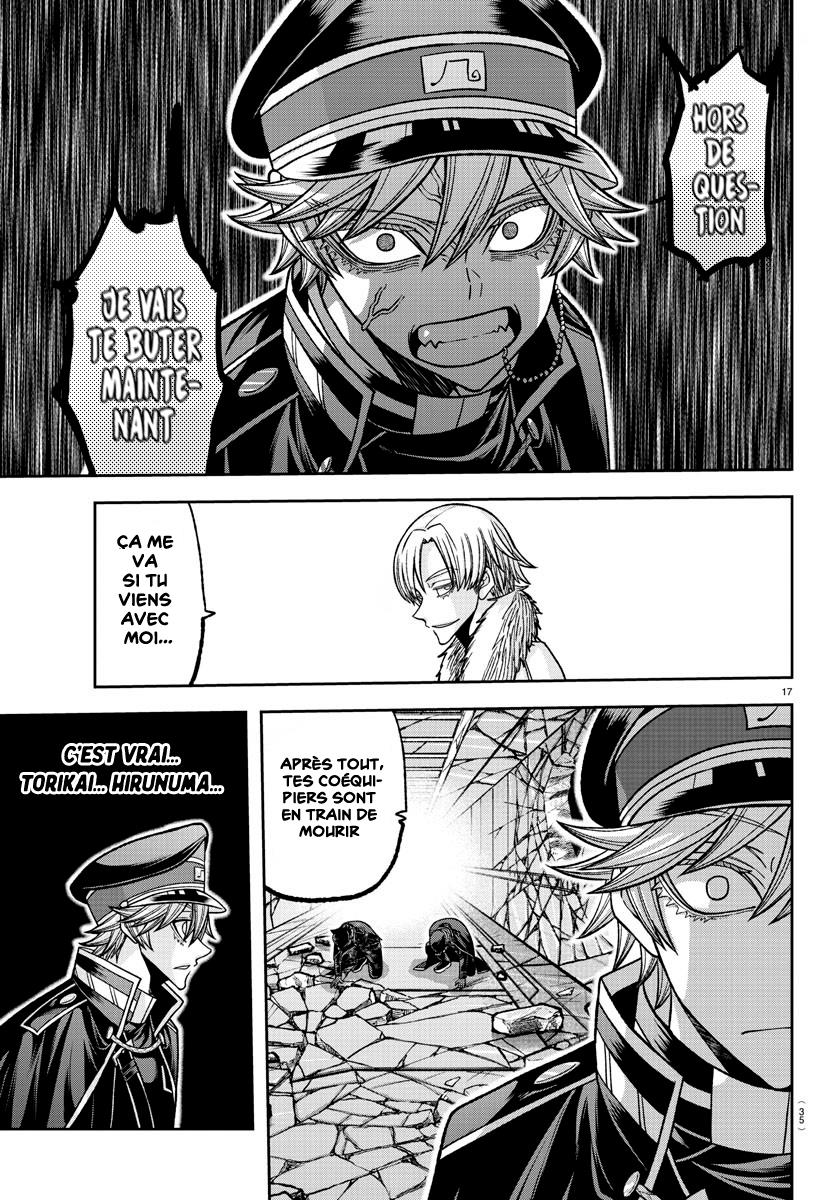 HORS
DE
QUES-
TION
JE VAIS
TE BUTER
MAINTE-
NANT
ÇA ME
VA
SI TU
VIENS
AVEC
MOI...
17
APRÈS TOUT,
TES COÉQUI-
PIERS SONT
EN TRAIN DE
MOURIR
C'EST VRAI...
TORIKAI... HIRUNUMA...
(35)